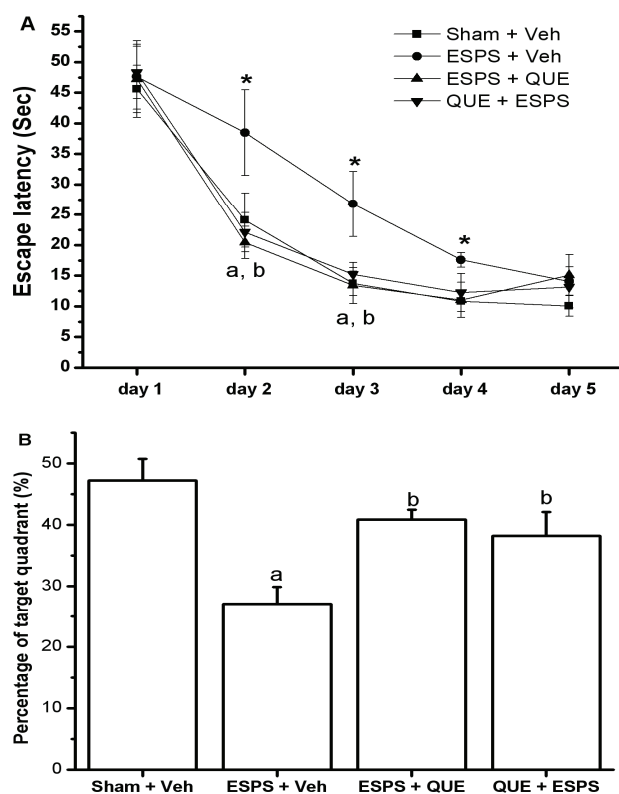 A
Escape latency (Sec)
55
50
45
40
35
30
25
20
15
10
5
0
Sham + Veh
ESPS + Veh
ESPS + QUE
QUE + ESPS
*
*
*
a, b
a, b
day 1
day 2
day 3
day 4
day 5
B
Percentage of target quadrant (%)
50
40
30
20
10
0
a
b
b
Sham + Veh
ESPS + Veh
ESPS + QUE
QUE + ESPS